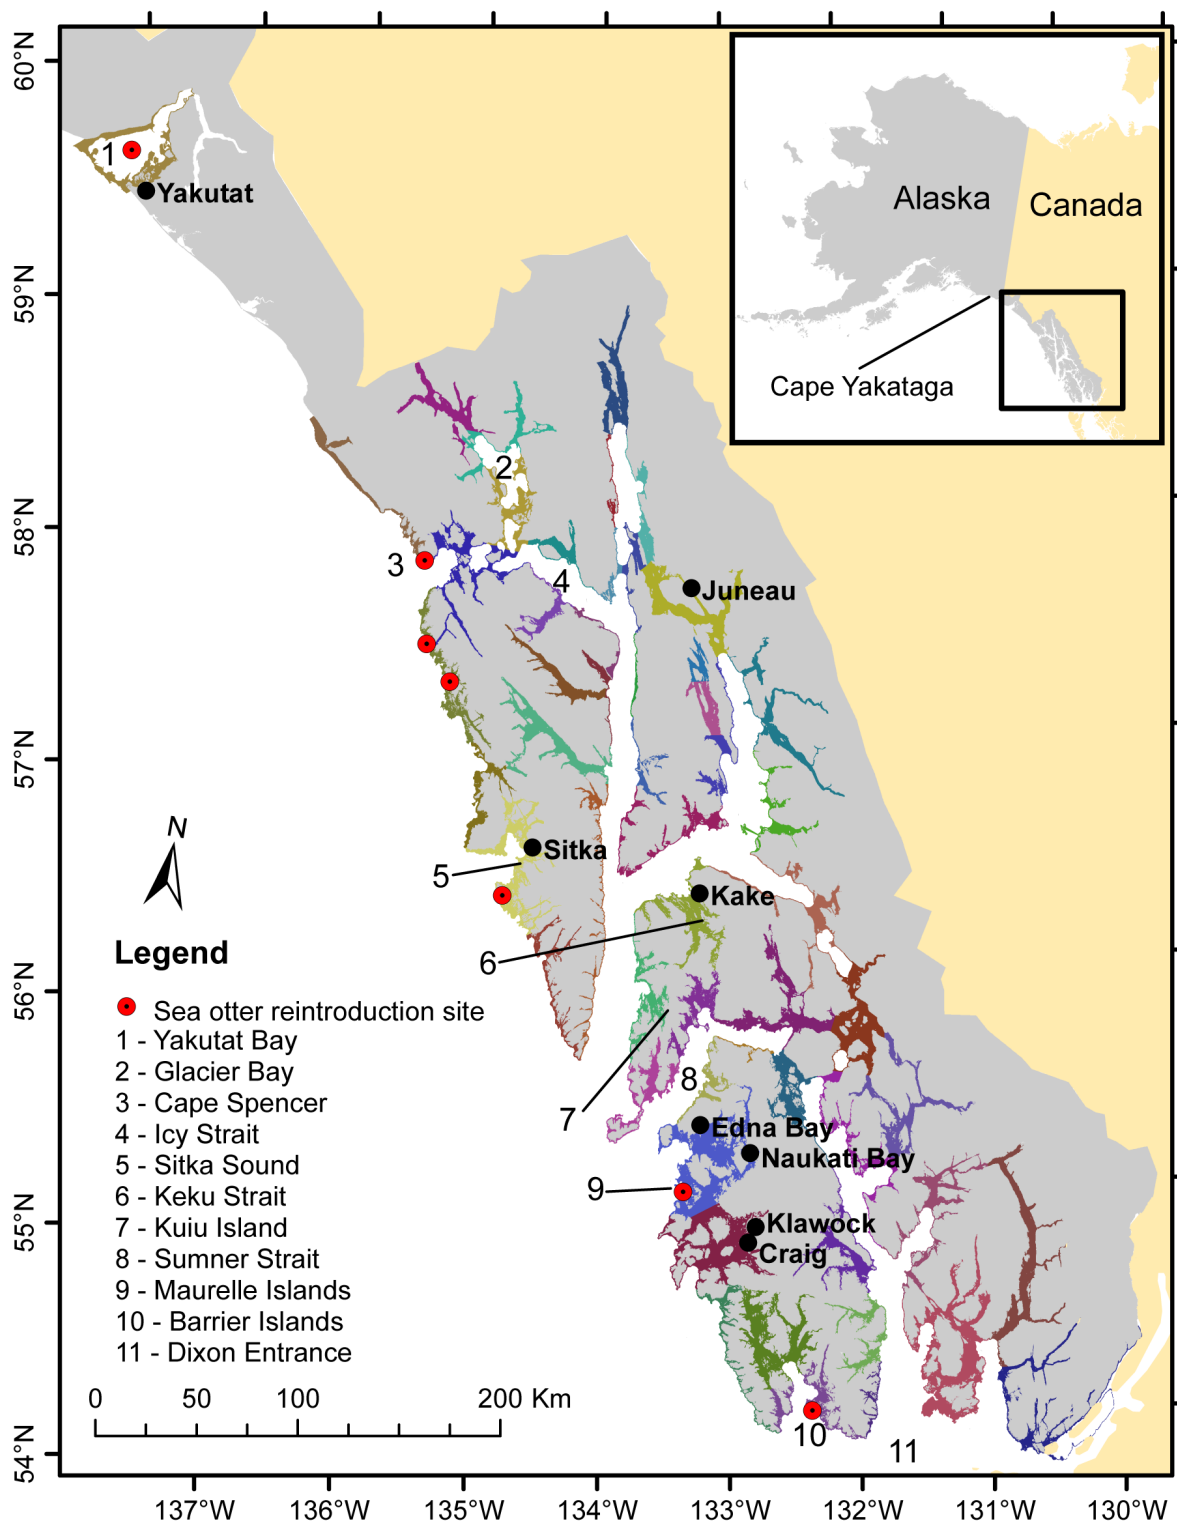 60°N
59°N
58°N
57°N
56°N
55°N
54°N
Alaska
Canada
Cape Yakataga
1
Yakutat
2
3
4
Juneau
Sitka
5
Kake
6
7
8
Edna Bay
Naukati Bay
9
Klawock
Craig
10
11
N
Legend
Sea otter reintroduction site
1 - Yakutat Bay
2 - Glacier Bay
3 - Cape Spencer
4 - Icy Strait
5 - Sitka Sound
6 - Keku Strait
7 - Kuiu Island
8 - Sumner Strait
9 - Maurelle Islands
10 - Barrier Islands
11 - Dixon Entrance
0 50 100 200 Km
137°W 136°W 135°W 134°W 133°W 132°W 131°W 130°W